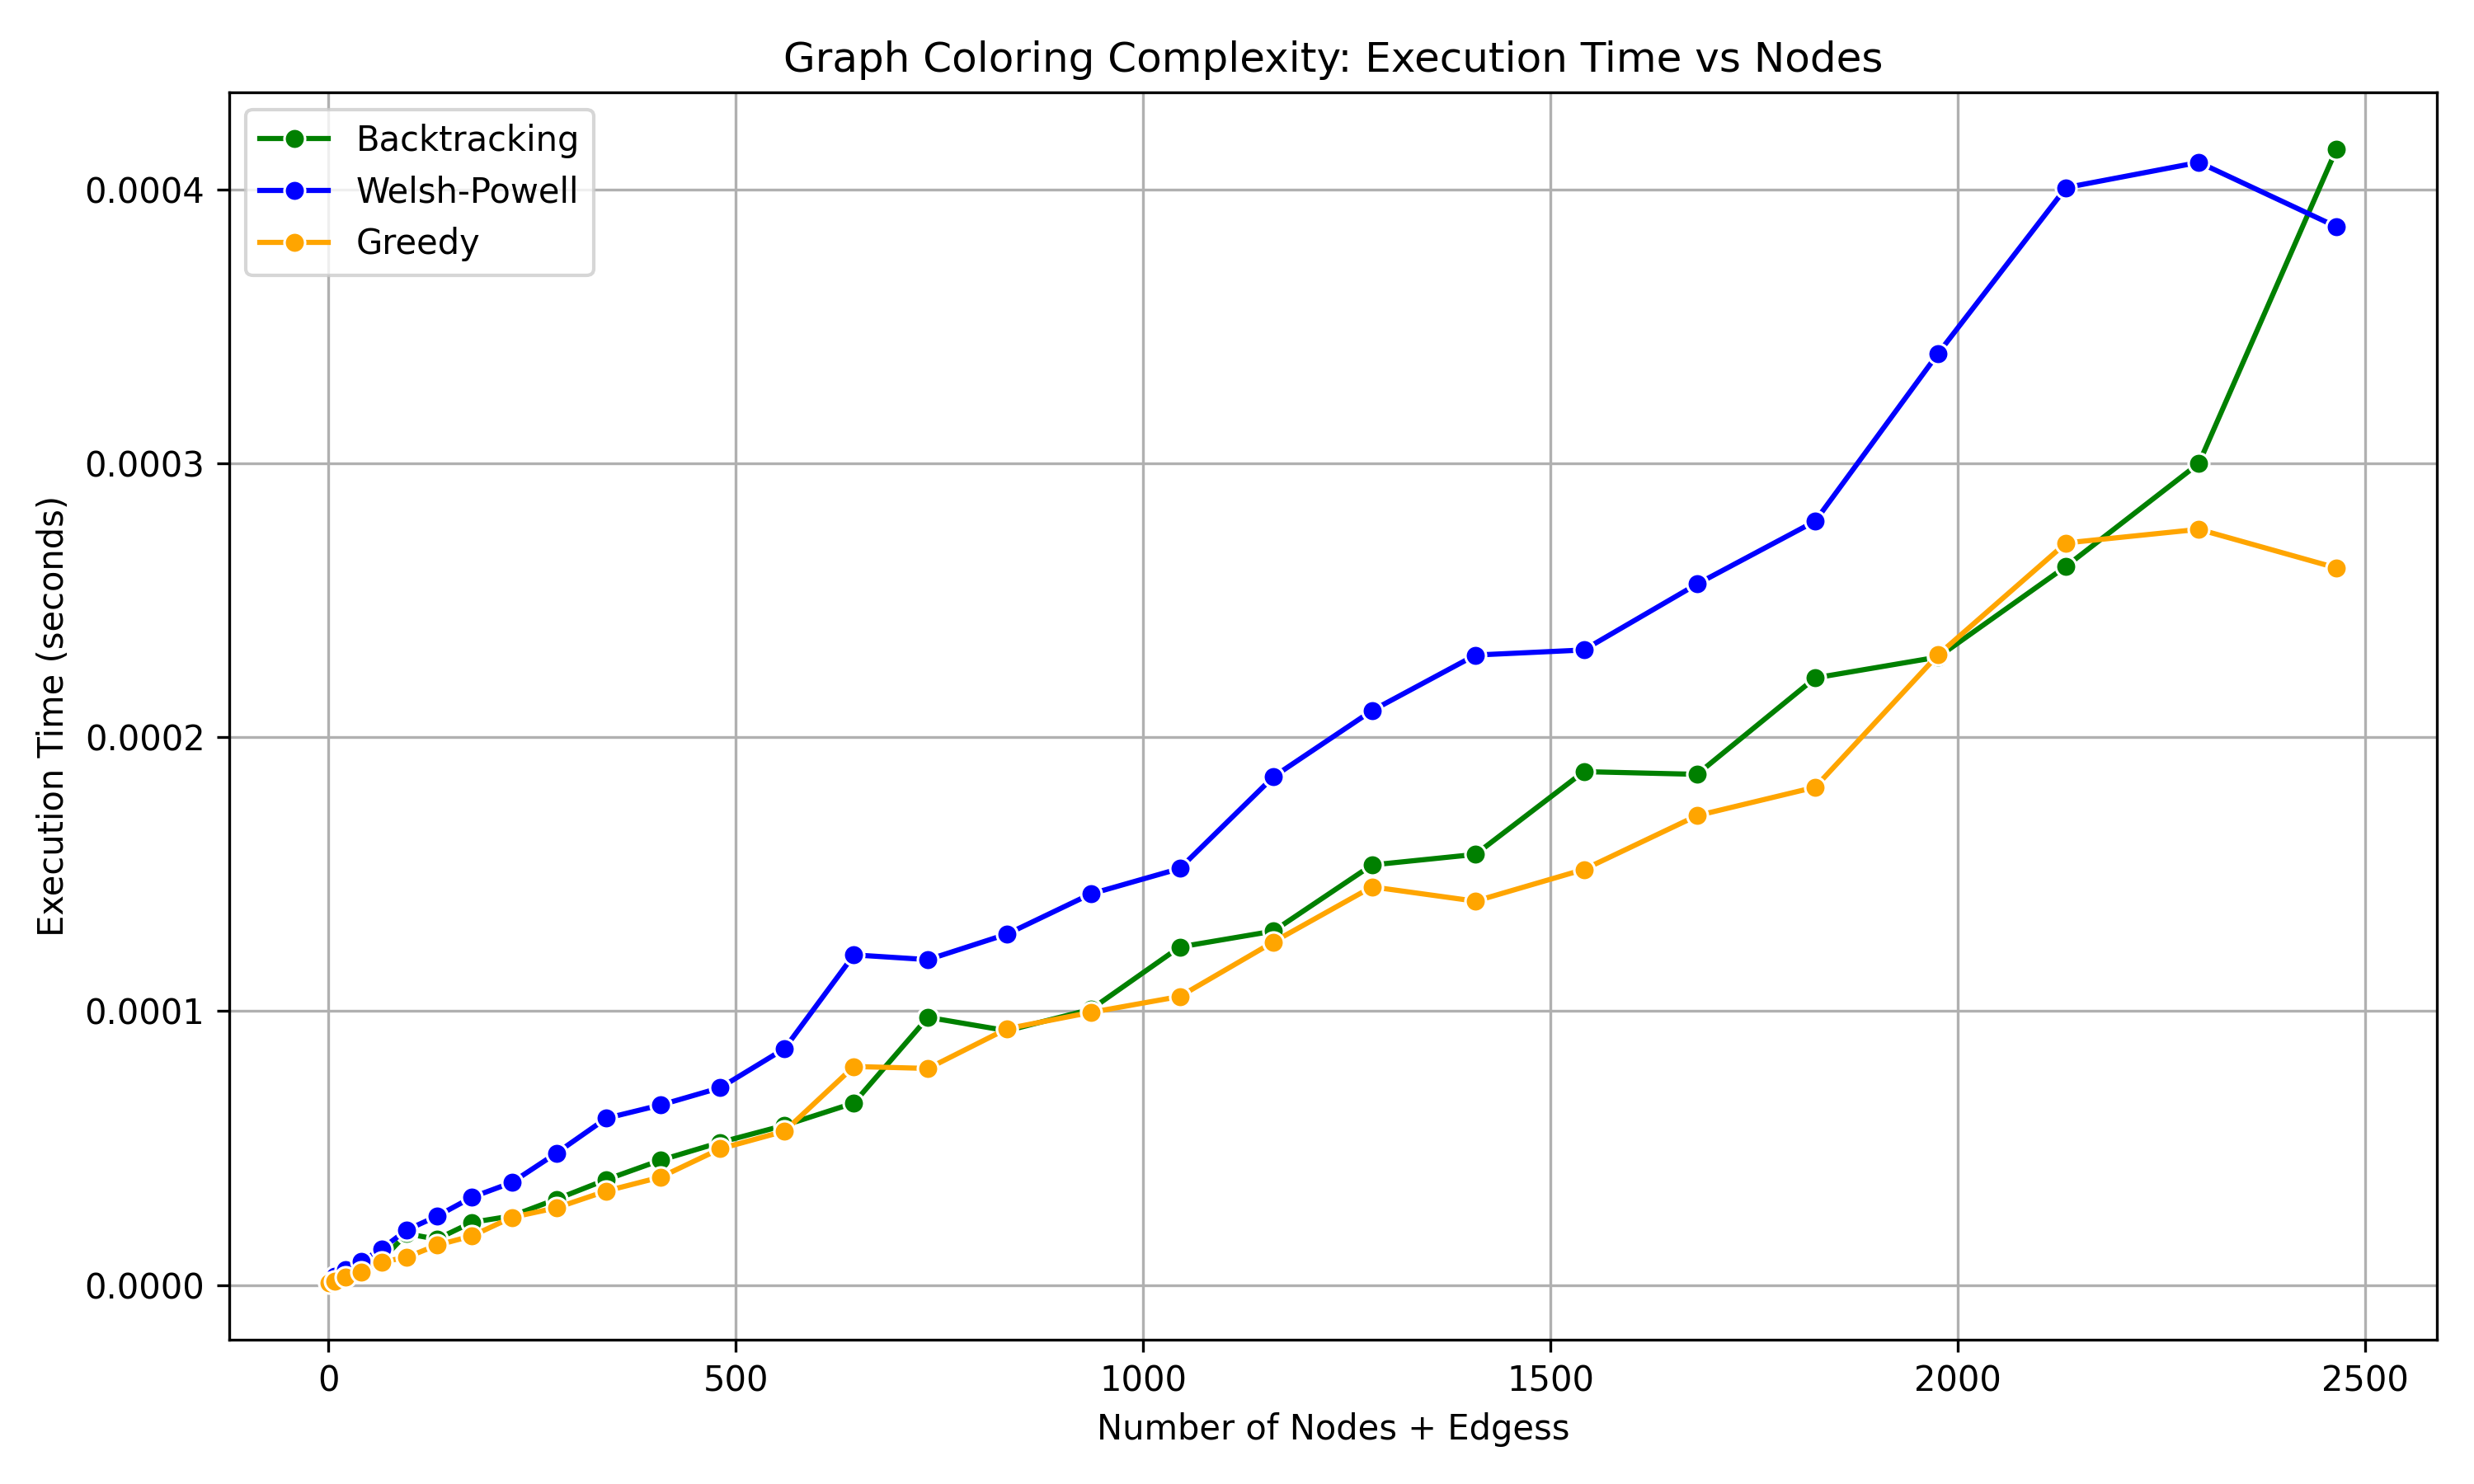 Graph Coloring Complexity: Execution Time vs Nodes
Backtracking
Welsh-Powell
Greedy
Execution Time (seconds)
0.0004
0.0003
0.0002
0.0001
0.0000
0 500 1000 1500 2000 2500
Number of Nodes + Edgess